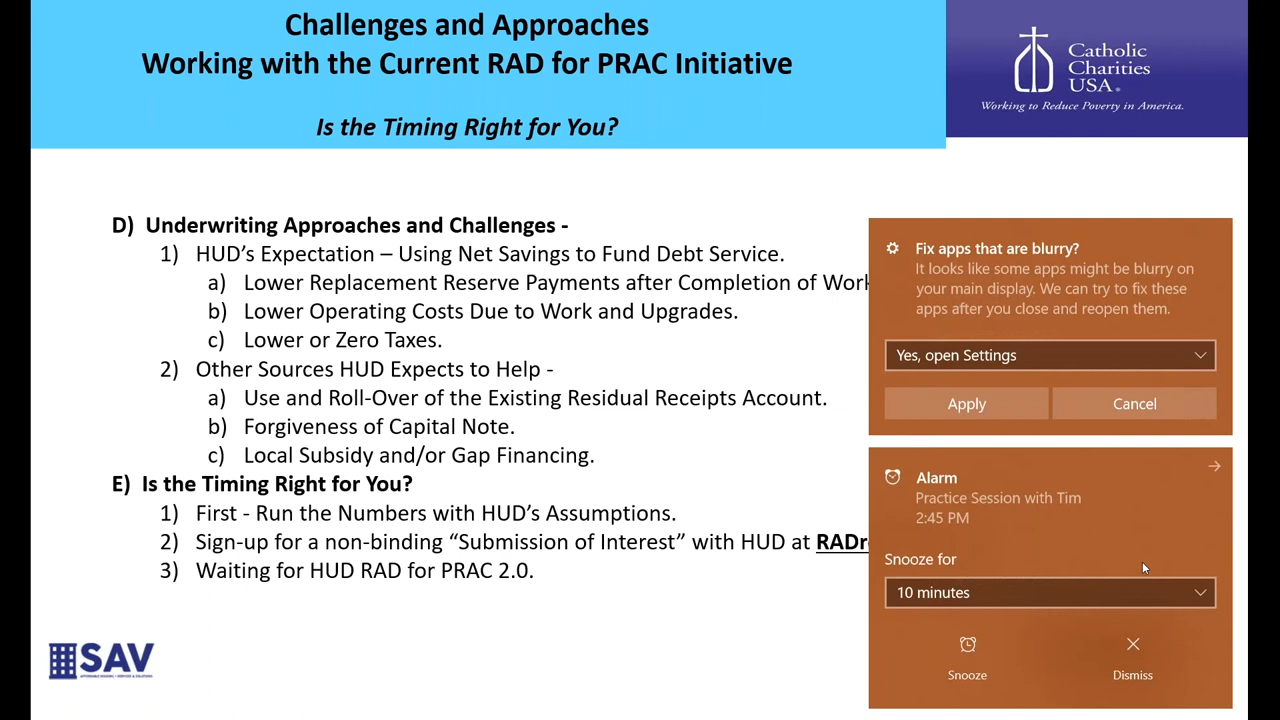 Challenges and Approaches
Working with the Current RAD for PRAC Initiative
Is the Timing Right for You?
Catholic
Charities
USA®
Working to Reduce Poverty in America.
D) Underwriting Approaches and Challenges -
1) HUD’s Expectation – Using Net Savings to Fund Debt Service.
a) Lower Replacement Reserve Payments after Completion of Work
b) Lower Operating Costs Due to Work and Upgrades.
c) Lower or Zero Taxes.
2) Other Sources HUD Expects to Help -
a) Use and Roll-Over of the Existing Residual Receipts Account.
b) Forgiveness of Capital Note.
c) Local Subsidy and/or Gap Financing.
E) Is the Timing Right for You?
1) First - Run the Numbers with HUD’s Assumptions.
2) Sign-up for a non-binding “Submission of Interest” with HUD at
3) Waiting for HUD RAD for PRAC 2.0.
Fix apps that are blurry?
It looks like some apps might be blurry on
your main display. We can try to fix these
apps after you close and reopen them.
Yes, open Settings
Apply Cancel
Alarm
Practice Session with Tim
2:45 PM
Snooze for
10 minutes
Snooze Dismiss
SAV